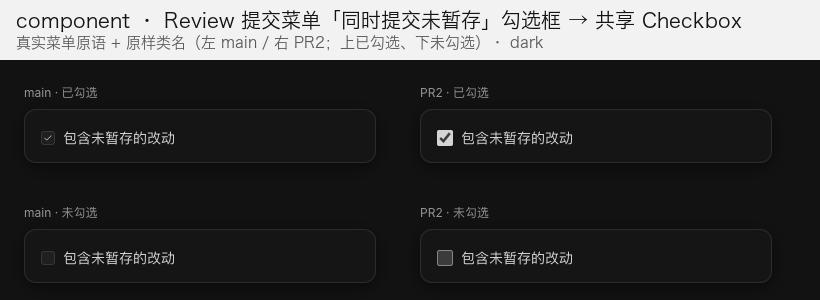 component · Review 提交菜单「同时提交未暂存」勾选框 → 共享 Checkbox
真实菜单原语 + 原样类名（左 main / 右 PR2；上已勾选、下未勾选） · dark
main · 已勾选
PR2 · 已勾选
包含未暂存的改动
包含未暂存的改动
main · 未勾选
PR2 · 未勾选
包含未暂存的改动
包含未暂存的改动